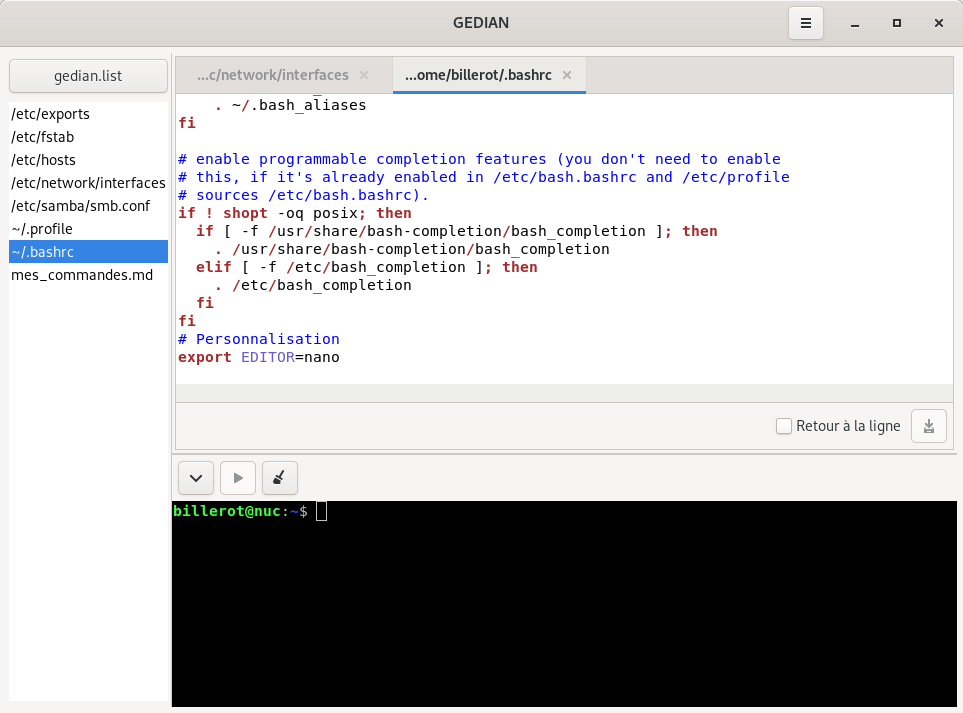 GEDIAN
gedian.list
/etc/exports
/etc/fstab
/etc/hosts
/etc/network/interfaces
/etc/samba/smb.conf
~/.profile
~/.bashrc
mes_commandes.md
...c/network/interfaces
...ome/billerot/.bashrc
. ~/.bash_aliases
fi
# enable programmable completion features (you don't need to enable
# this, if it's already enabled in /etc/bash.bashrc and /etc/profile
# sources /etc/bash.bashrc).
if ! shopt -oq posix; then
if [ -f /usr/share/bash-completion/bash_completion ]; then
. /usr/share/bash-completion/bash_completion
elif [ -f /etc/bash_completion ]; then
. /etc/bash_completion
fi
fi
# Personnalisation
export EDITOR=nano
Retour à la ligne
billerot@nuc:~$